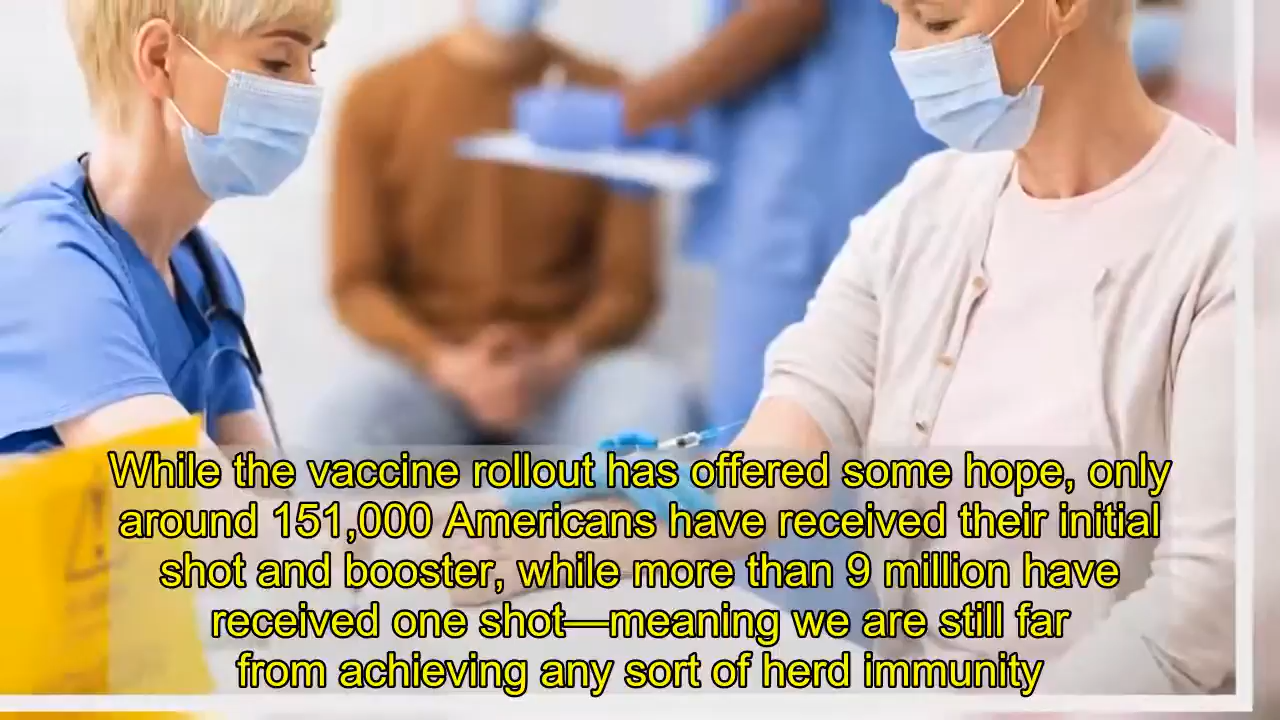 While the vaccine rollout has offered some hope, only
around 151,000 Americans have received their initial
shot and booster, while more than 9 million have
received one shot—meaning we are still far
from achieving any sort of herd immunity